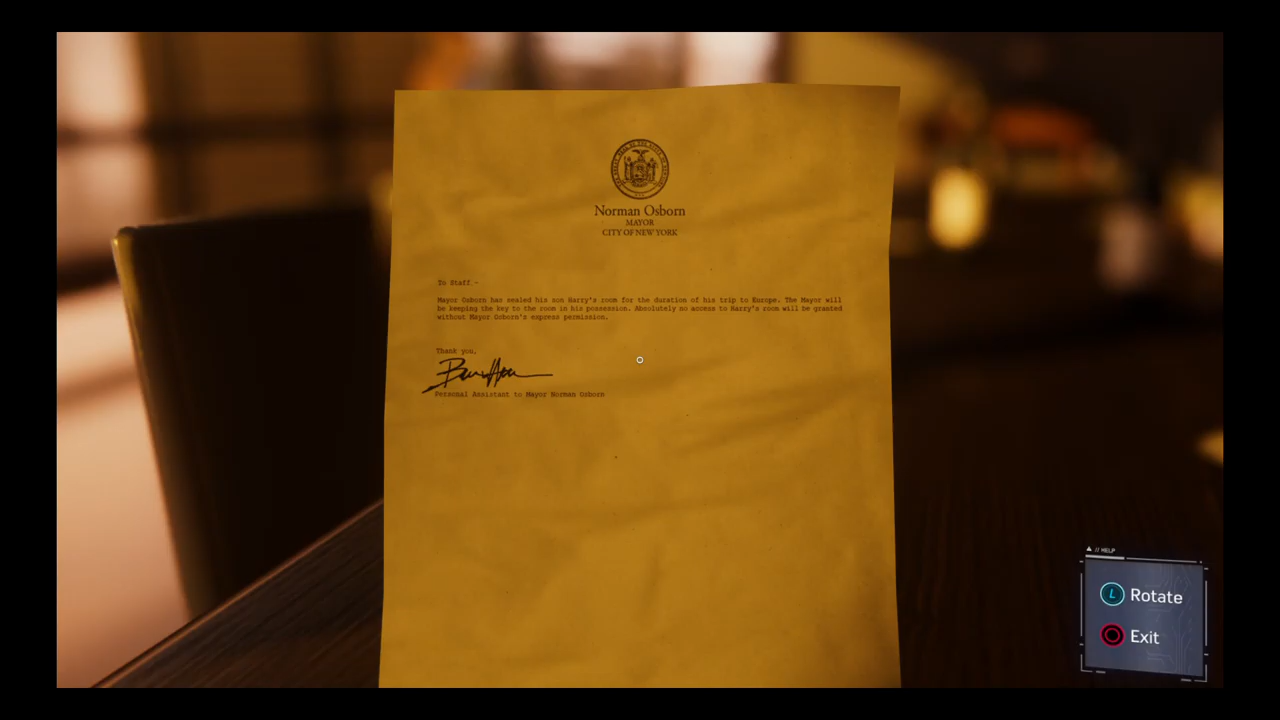 Norman Osborn
MAYOR
CITY OF NEW YORK
To Staff -
Mayor Osborn has sealed his son Harry's room for the duration of his trip to Europe. The Mayor will
be keeping the key to the room in his possession. Absolutely no access to Harry's room will be granted
without Mayor Osborn's express permission.
Thank you,
Personal Assistant to Mayor Norman Osborn
// HELP
L Rotate
Exit